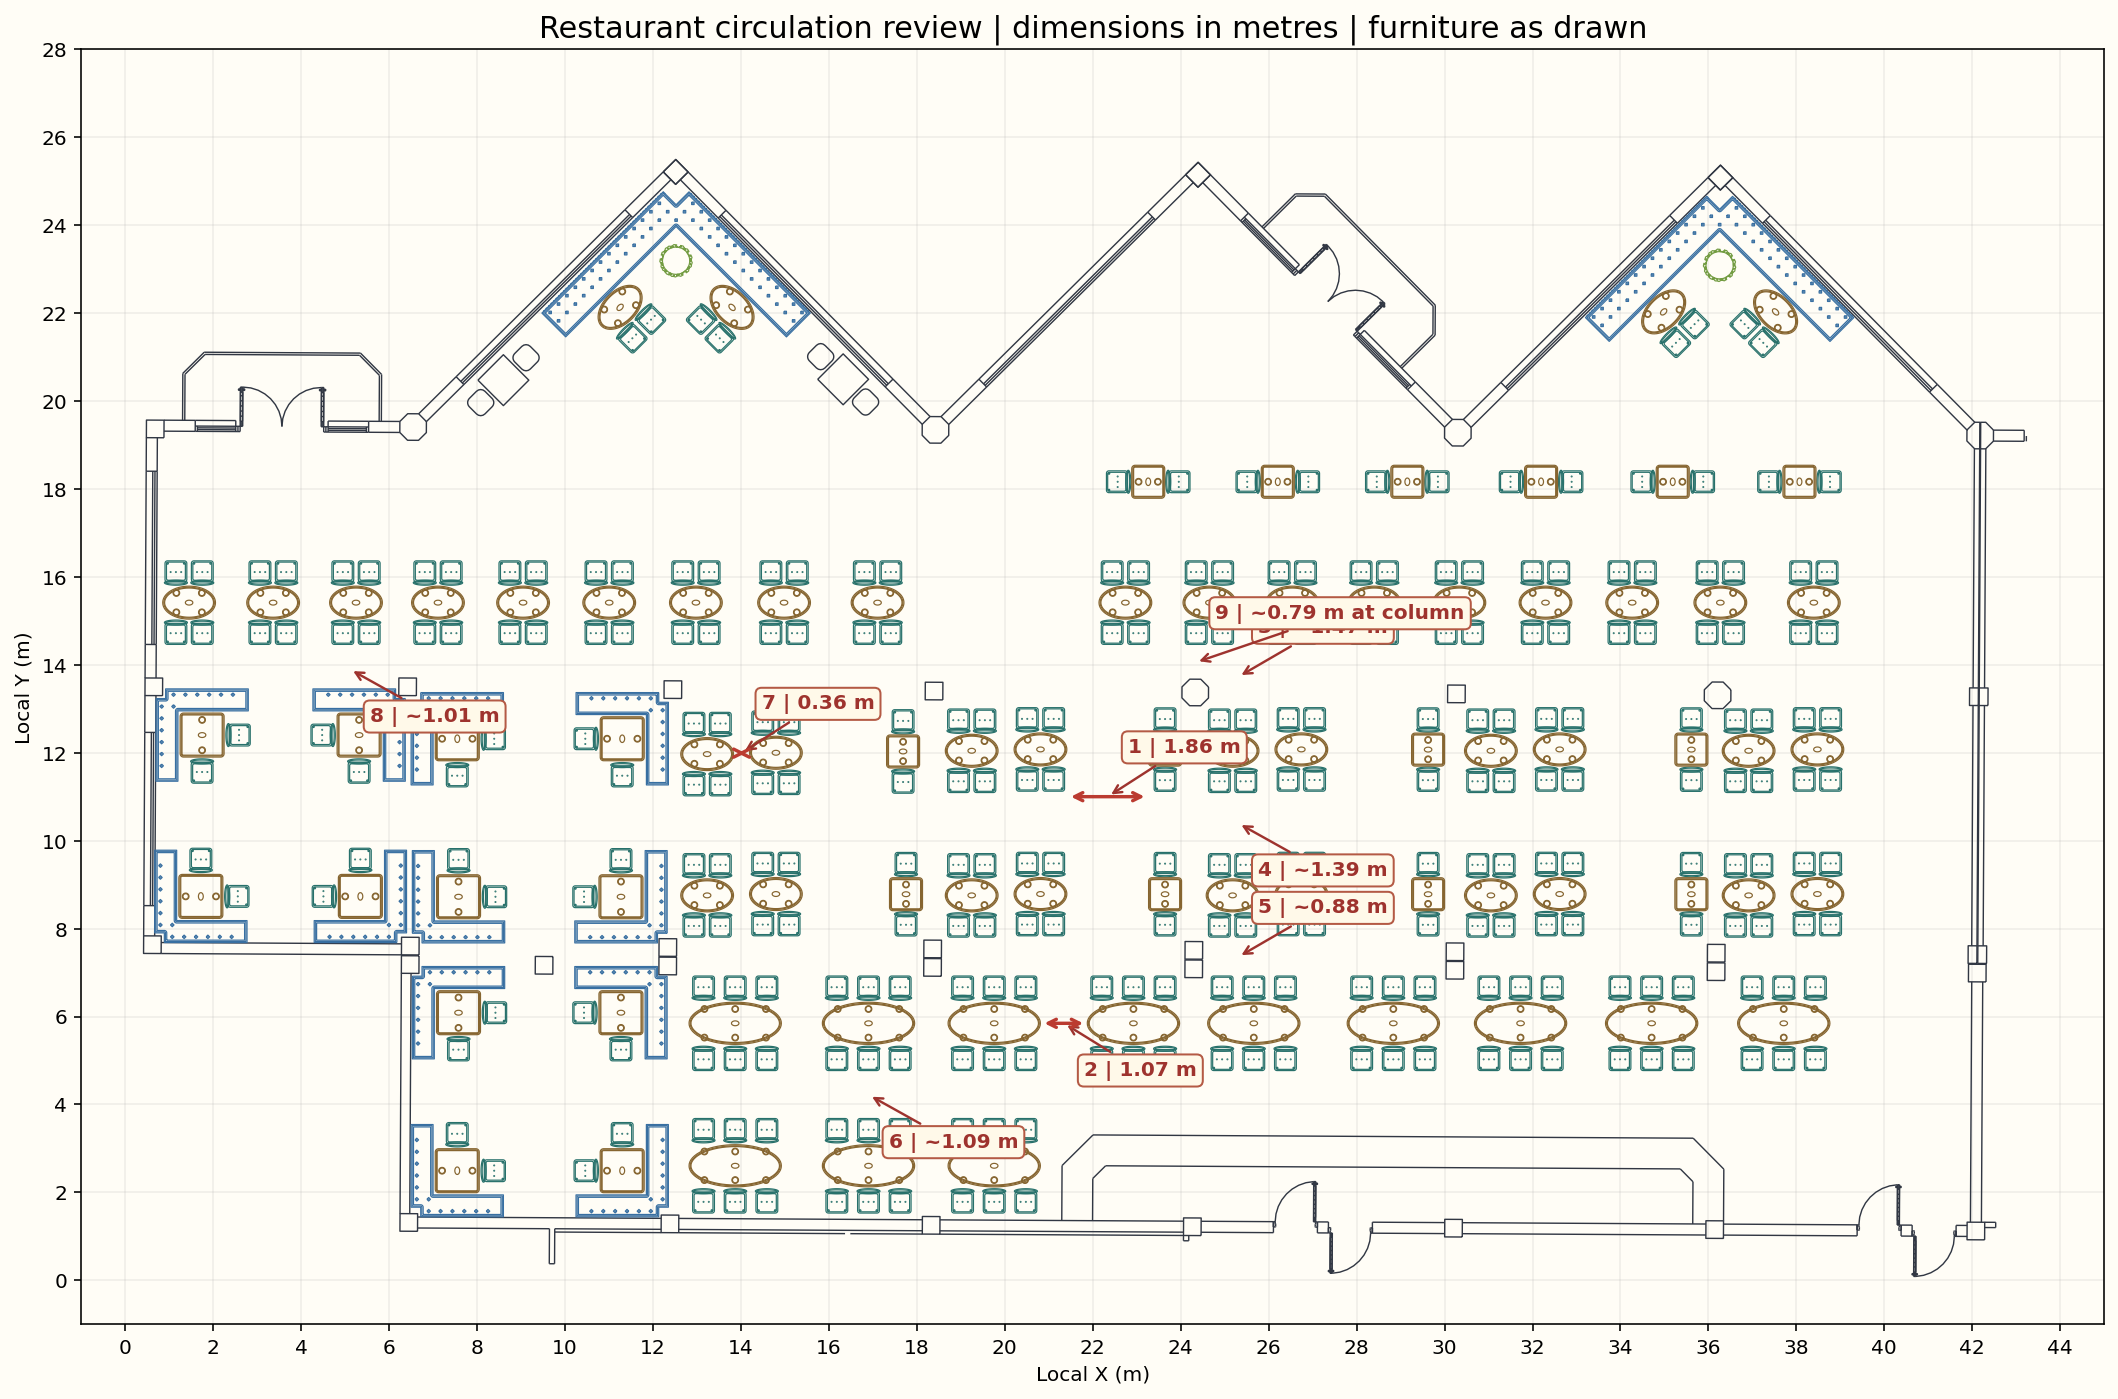 Restaurant circulation review | dimensions in metres | furniture as drawn
28
26
24
22
20
18
16
14
12
10
8
6
4
2
0
Local Y (m)
9 | ~0.79 m at column
7 | 0.36 m
8 | ~1.01 m
1 | 1.86 m
4 | ~1.39 m
5 | ~0.88 m
2 | 1.07 m
6 | ~1.09 m
0 2 4 6 8 10 12 14 16 18 20 22 24 26 28 30 32 34 36 38 40 42 44
Local X (m)